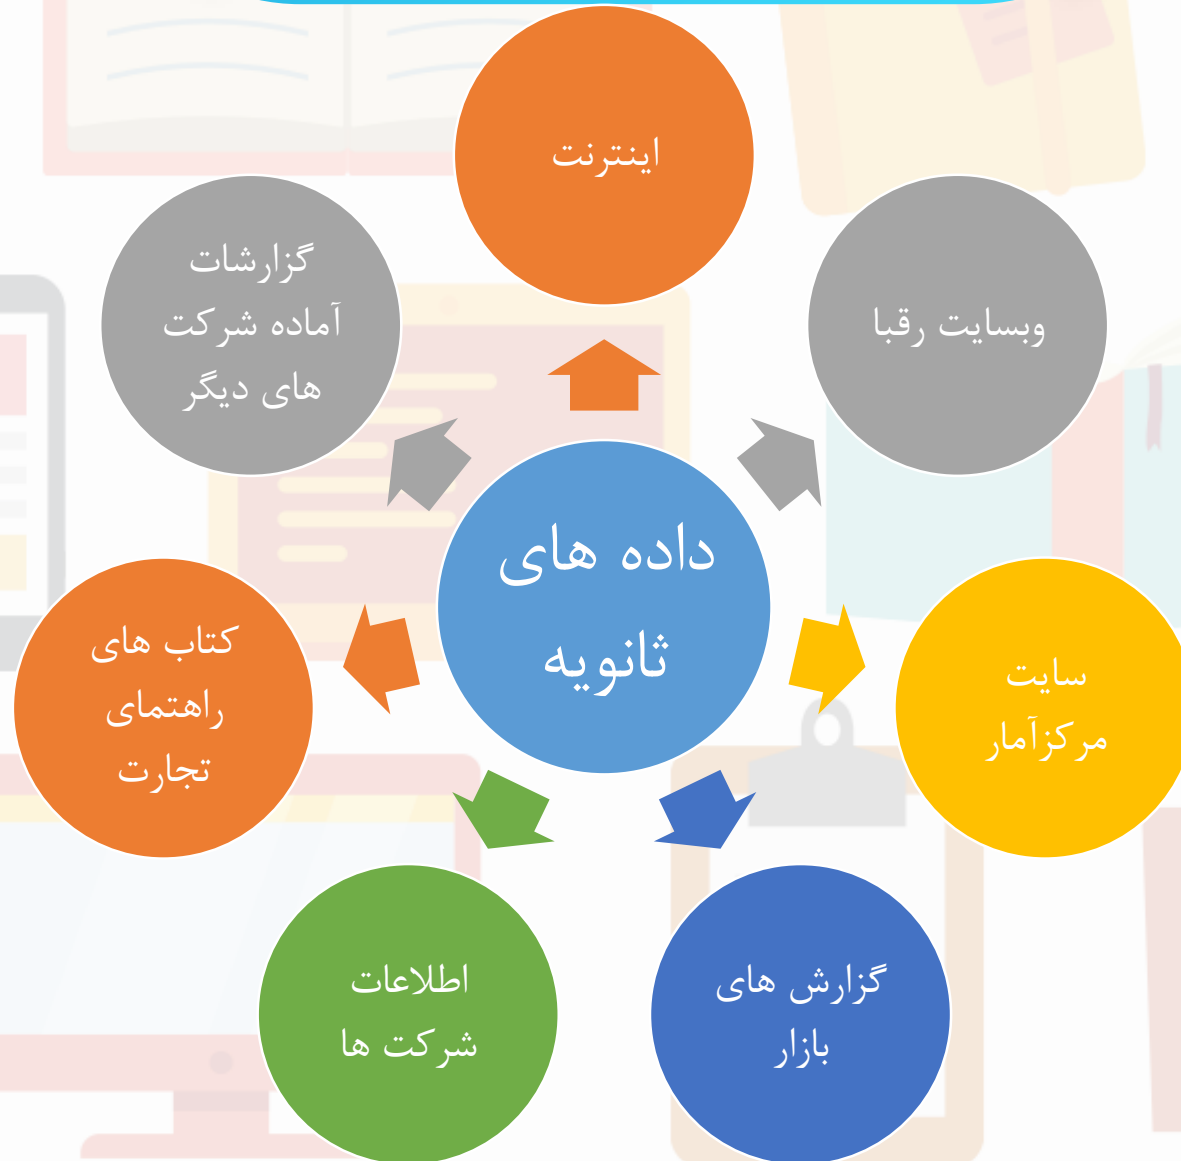 اینترنت
وبسایت رقبا
سایت
مرکزآمار
گزارش های
بازار
اطلاعات
شرکت ها
کتاب های
راهتمای
تجارت
گزارشات
آماده شرکت
های دیگر
داده های
ثانویه